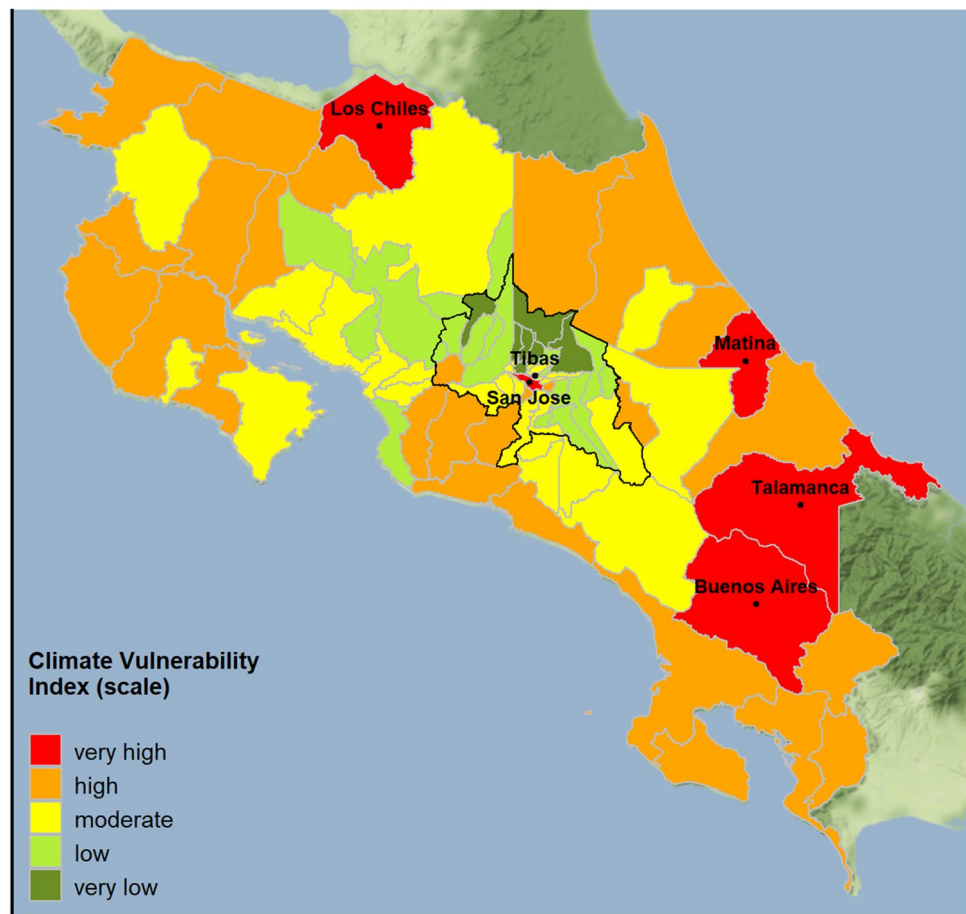 Los Chiles
Matina
Tibas
San Jose
Talamanca
Buenos Aires
Climate Vulnerability
Index (scale)
very high
high
moderate
low
very low